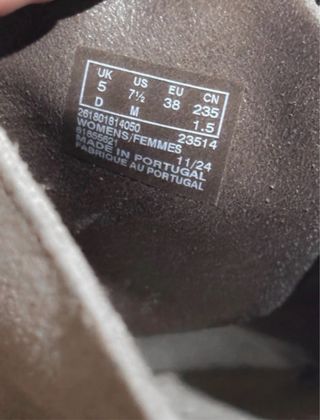 UK US EU CN
5 7½ 38 235
D M 1.5
261801814050 23514
WOMENS/FEMMES
61855621 11/24
MADE IN PORTUGAL
FABRIQUE AU PORTUGAL